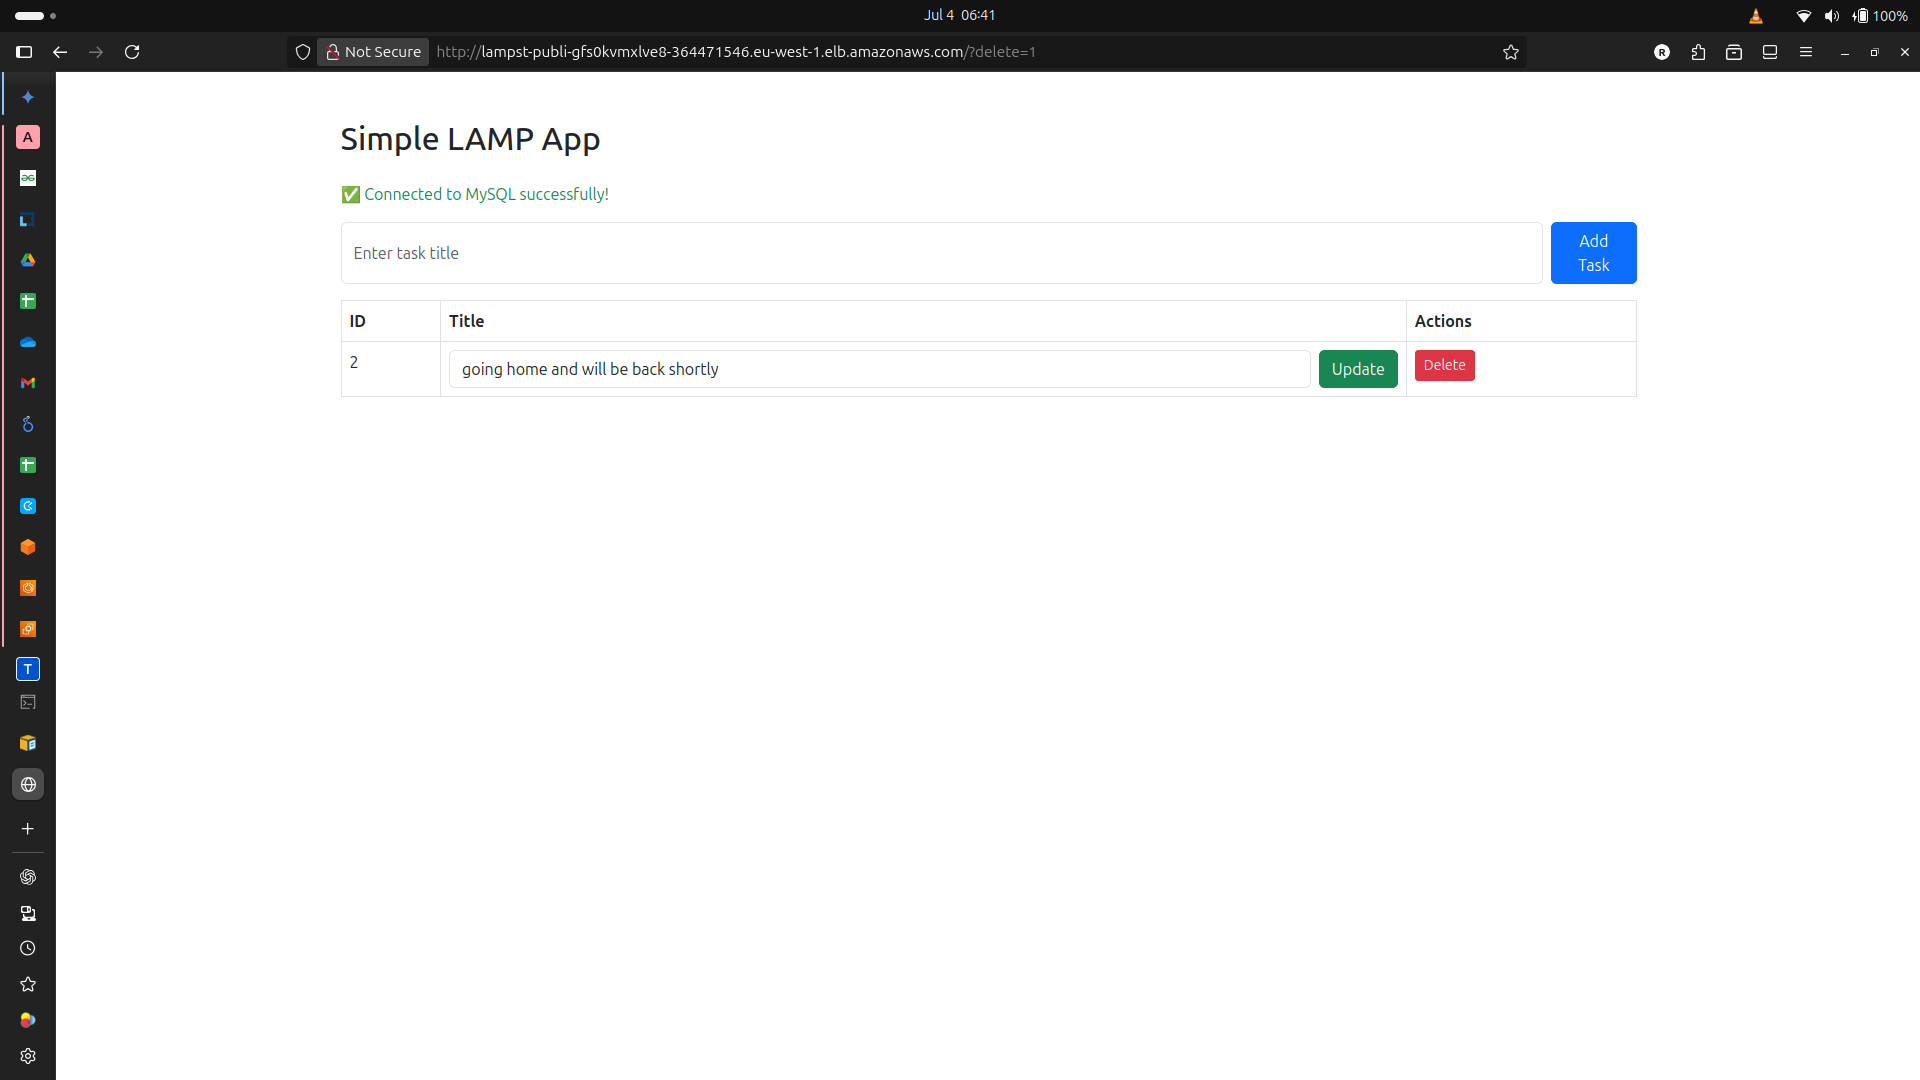 Jul 4 06:41
100%
Not Secure
http://lampst-publi-gfs0kvmxlve8-364471546.eu-west-1.elb.amazonaws.com/?delete=1
R
A
Simple LAMP App
✅ Connected to MySQL successfully!
Enter task title
Add
Task
ID Title Actions
2 going home and will be back shortly Update Delete
T